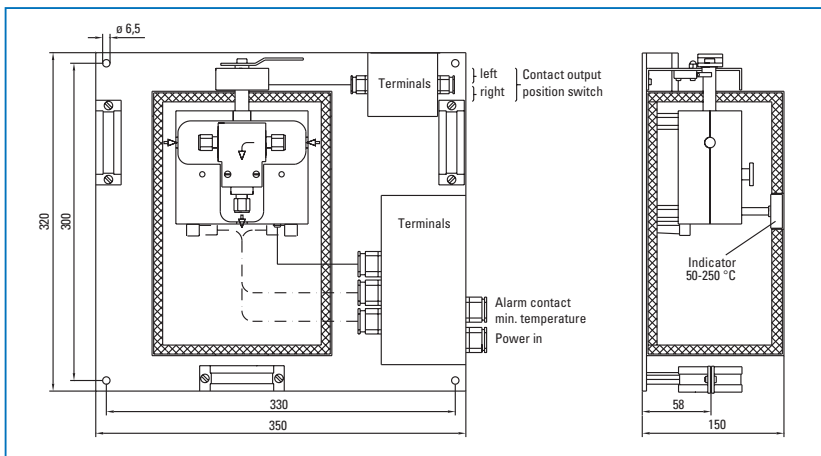 ø 6,5
Terminals
left
right
Contact output
position switch
320
300
Terminals
Indicator
50-250 °C
Alarm contact
min. temperature
Power in
330
350
58
150